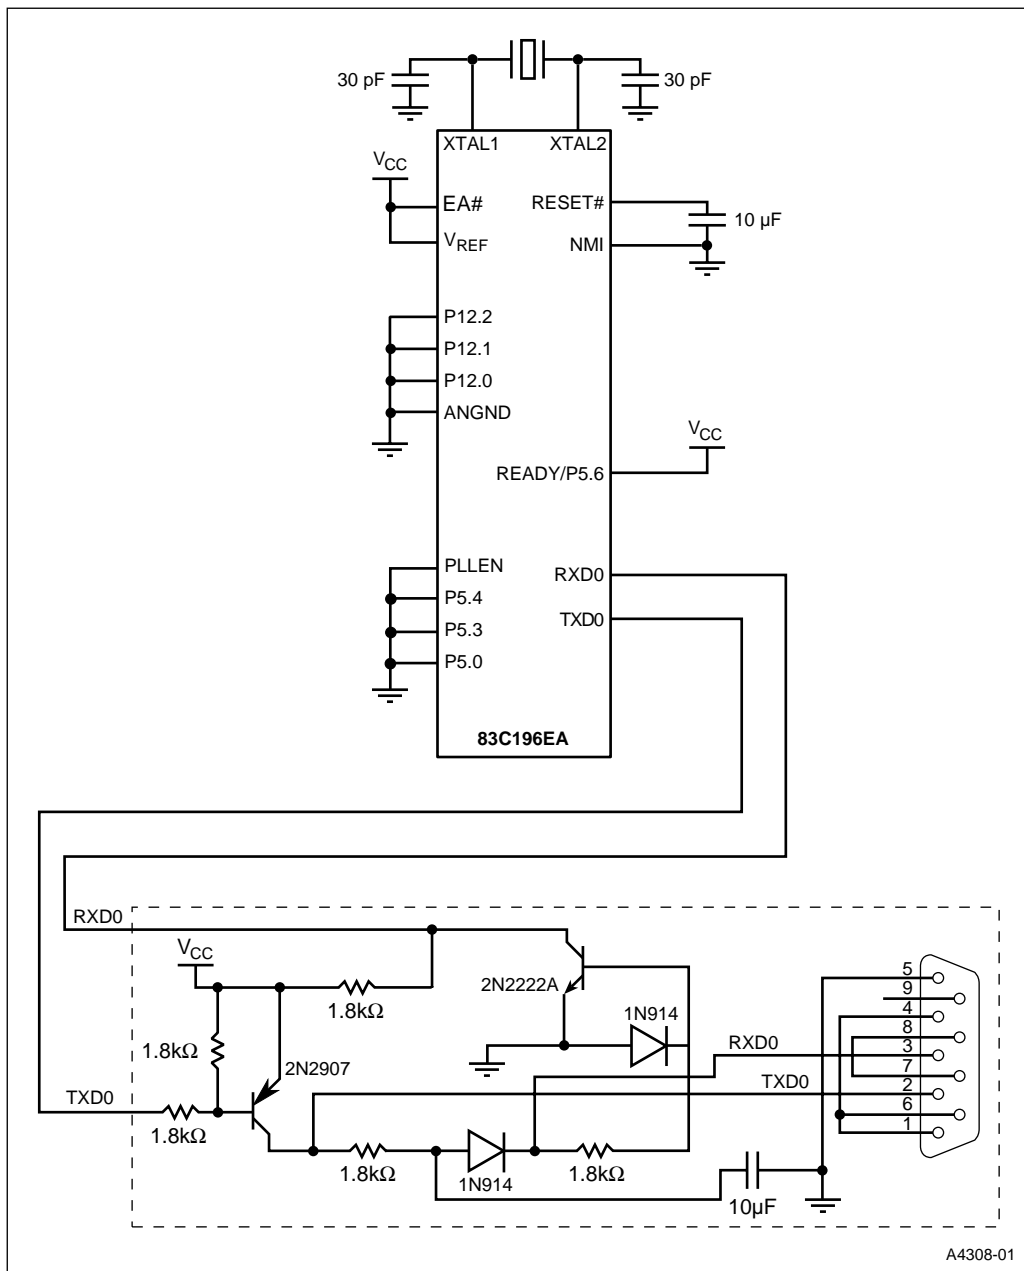 30 pF
30 pF
XTAL1
XTAL2
VCC
EA#
RESET#
10 µF
VREF
NMI
P12.2
P12.1
P12.0
ANGND
VCC
READY/P5.6
PLLEN
RXD0
P5.4
TXD0
P5.3
P5.0
83C196EA
RXD0
VCC
2N2222A
5
9
4
8
3
7
2
6
1
1.8kΩ
1N914
1.8kΩ
RXD0
2N2907
TXD0
TXD0
1.8kΩ
1.8kΩ
1N914
1.8kΩ
10µF
A4308-01